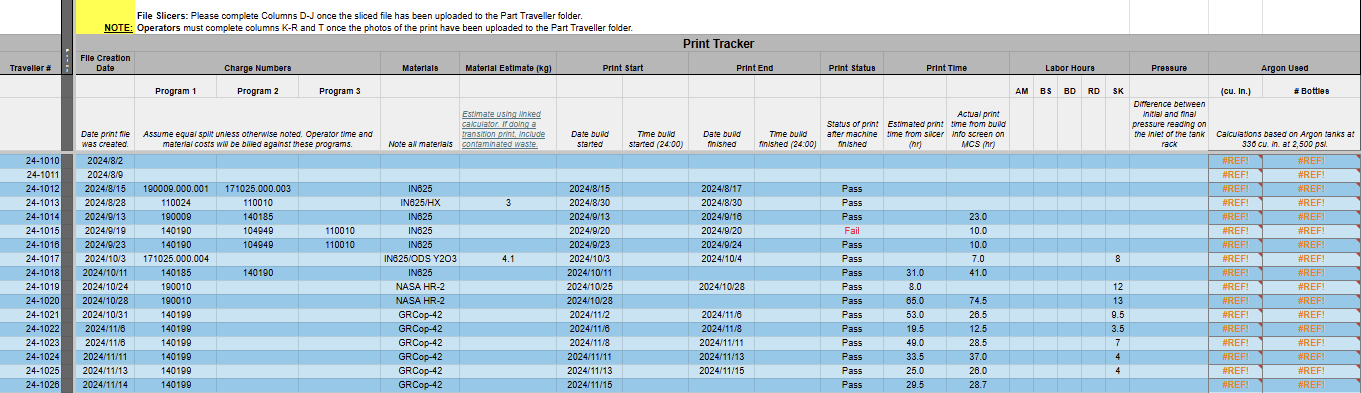 File Slicers: Please complete Columns D-J once the sliced file has been uploaded to the Part Traveller folder.
NOTE: Operators must complete columns K-R and T once the photos of the print have been uploaded to the Part Traveller folder.
Print Tracker
Traveller # File Creation Date Charge Numbers Materials Material Estimate (kg) Print Start Print End Print Status Print Time Labor Hours Pressure Argon Used
Program 1 Program 2 Program 3 AM BS BD RD SK (cu. in.) # Bottles
Date print file was created. Assume equal split unless otherwise noted. Operator time and material costs will be billed against these programs. Note all materials Estimate using linked calculator. If doing a transition print, include contaminated waste. Date build started Time build started (24:00) Date build finished Time build finished (24:00) Status of print after machine finished Estimated print time from slicer (hr) Actual print time from build info screen on MCS (hr) Difference between initial and final pressure reading on the inlet of the tank rack Calculations based on Argon tanks at 336 cu. in. at 2,500 psi.
24-1010 2024/8/2 #REF! #REF!
24-1011 2024/8/9 #REF! #REF!
24-1012 2024/8/15 190009.000.001 171025.000.003 IN625 2024/8/15 2024/8/17 Pass #REF! #REF!
24-1013 2024/8/28 110024 110010 IN625/HX 3 2024/8/30 2024/8/30 Pass #REF! #REF!
24-1014 2024/9/13 190009 140185 IN625 2024/9/13 2024/9/16 Pass 23.0 #REF! #REF!
24-1015 2024/9/19 140190 104949 110010 IN625 2024/9/20 2024/9/20 Fail 10.0 #REF! #REF!
24-1016 2024/9/23 140190 104949 110010 IN625 2024/9/23 2024/9/24 Pass 10.0 #REF! #REF!
24-1017 2024/10/3 171025.000.004 IN625/ODS Y2O3 4.1 2024/10/3 2024/10/4 Pass 7.0 8 #REF! #REF!
24-1018 2024/10/11 140185 140190 IN625 2024/10/11 Pass 31.0 41.0 #REF! #REF!
24-1019 2024/10/24 190010 NASA HR-2 2024/10/25 2024/10/28 Pass 8.0 12 #REF! #REF!
24-1020 2024/10/28 190010 NASA HR-2 2024/10/28 Pass 65.0 74.5 13 #REF! #REF!
24-1021 2024/10/31 140199 GRCop-42 2024/11/2 2024/11/6 Pass 53.0 26.5 9.5 #REF! #REF!
24-1022 2024/11/6 140199 GRCop-42 2024/11/6 2024/11/8 Pass 19.5 12.5 3.5 #REF! #REF!
24-1023 2024/11/6 140199 GRCop-42 2024/11/8 2024/11/11 Pass 49.0 28.5 7 #REF! #REF!
24-1024 2024/11/11 140199 GRCop-42 2024/11/11 2024/11/13 Pass 33.5 37.0 4 #REF! #REF!
24-1025 2024/11/13 140199 GRCop-42 2024/11/13 2024/11/15 Pass 25.0 26.0 4 #REF! #REF!
24-1026 2024/11/14 140199 GRCop-42 2024/11/15 Pass 29.5 28.7 #REF! #REF!